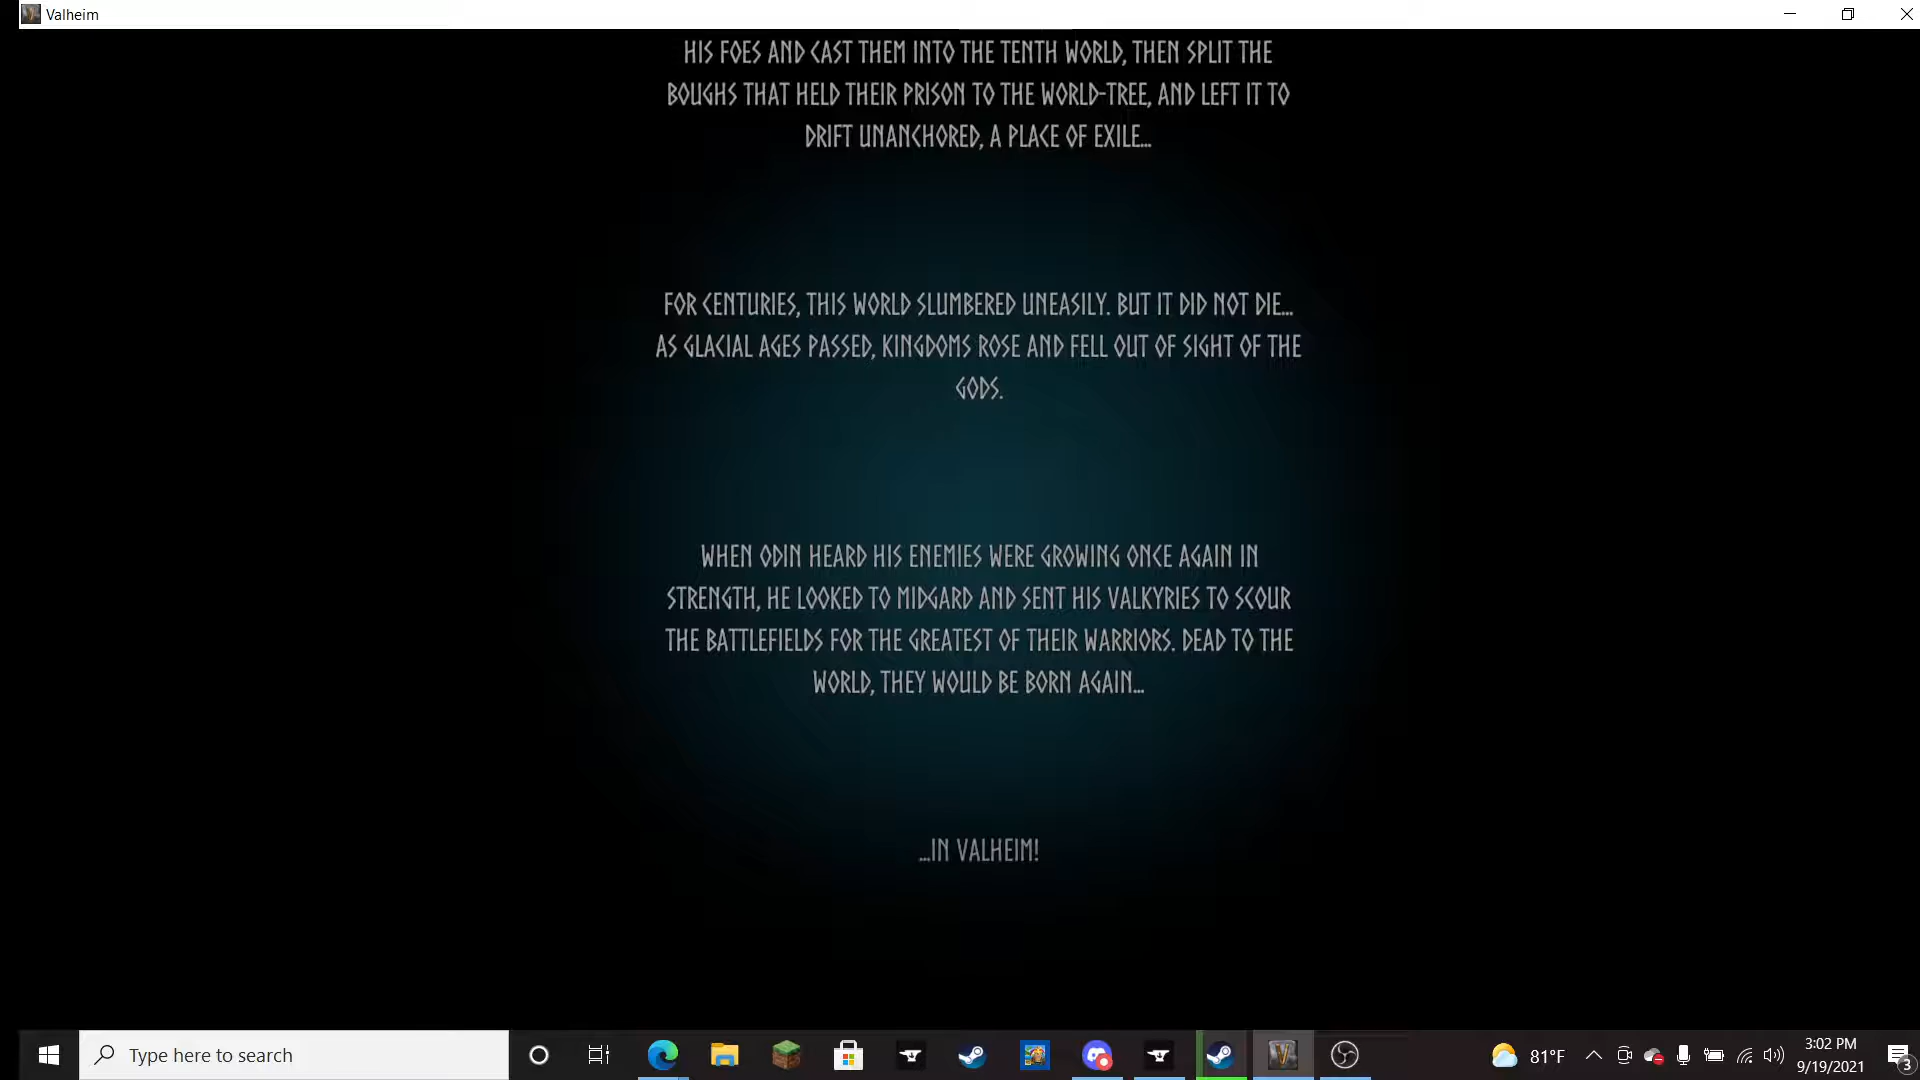 Valheim
HIS FOES AND CAST THEM INTO THE TENTH WORLD, THEN SPLIT THE
BOUGHS THAT HELD THEIR PRISON TO THE WORLD-TREE, AND LEFT IT TO
DRIFT UNANCHORED, A PLACE OF EXILE...
FOR CENTURIES, THIS WORLD SLUMBERED UNEASILY. BUT IT DID NOT DIE...
AS GLACIAL AGES PASSED, KINGDOMS ROSE AND FELL OUT OF SIGHT OF THE
GODS.
WHEN ODIN HEARD HIS ENEMIES WERE GROWING ONCE AGAIN IN
STRENGTH, HE LOOKED TO MIDGARD AND SENT HIS VALKYRIES TO SCOUR
THE BATTLEFIELDS FOR THE GREATEST OF THEIR WARRIORS. DEAD TO THE
WORLD, THEY WOULD BE BORN AGAIN...
...IN VALHEIM!
Type here to search
81°F
3:02 PM
9/19/2021
3